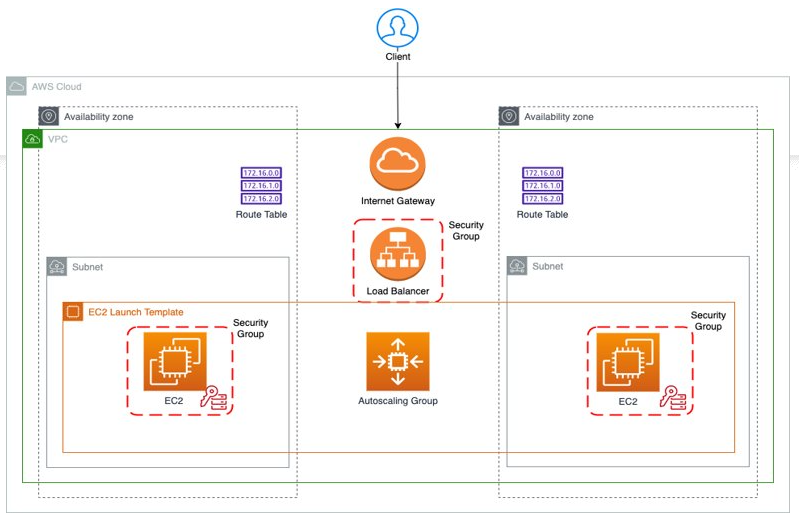 Client
AWS Cloud
Availability zone
Availability zone
VPC
172.16.0.0
172.16.1.0
172.16.2.0
Route Table
Internet Gateway
172.16.0.0
172.16.1.0
172.16.2.0
Route Table
Security
Group
Load Balancer
Subnet
Subnet
EC2 Launch Template
Security
Group
EC2
Autoscaling Group
Security
Group
EC2